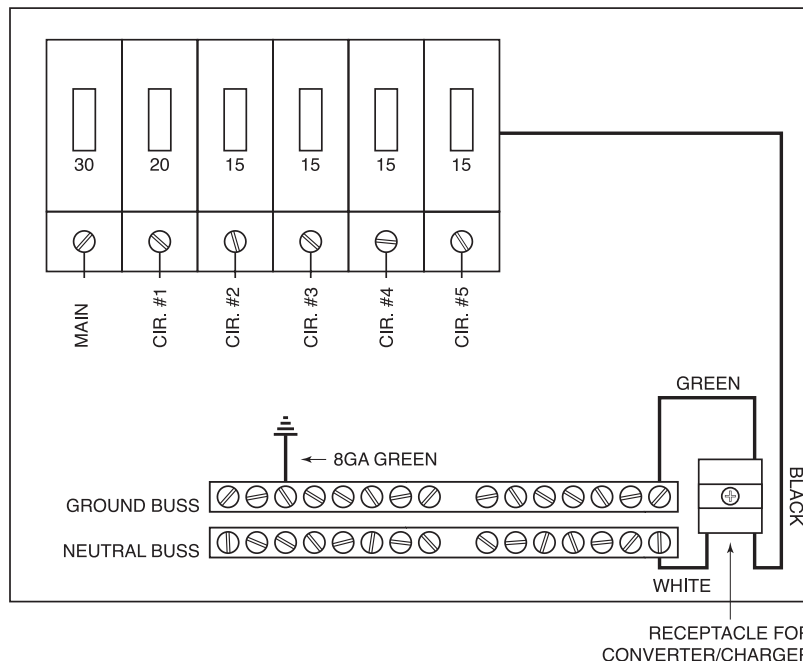 30 20 15 15 15 15
MAIN
CIR. #1
CIR. #2
CIR. #3
CIR. #4
CIR. #5
GREEN
8GA GREEN
BLACK
GROUND BUSS
NEUTRAL BUSS
WHITE
RECEPTACLE FOR
CONVERTER/CHARGER